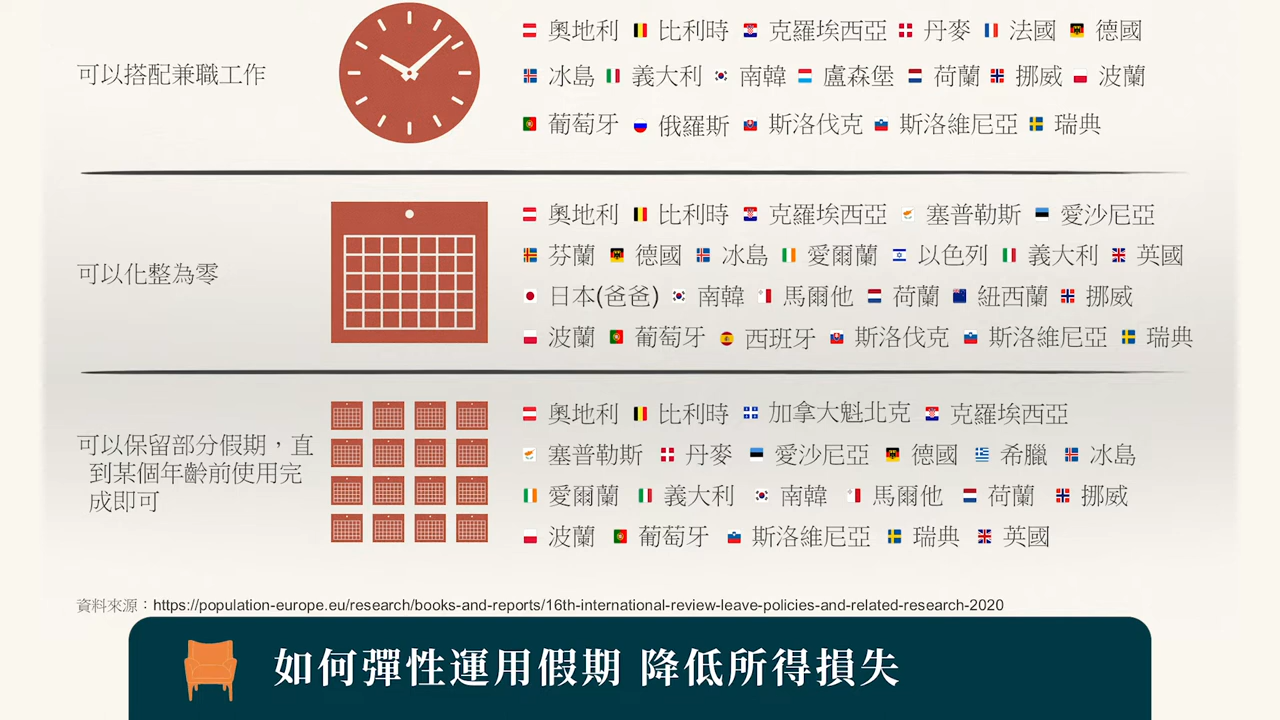 可以搭配兼職工作
奧地利 比利時 克羅埃西亞 丹麥 法國 德國
冰島 義大利 南韓 盧森堡 荷蘭 挪威 波蘭
葡萄牙 俄羅斯 斯洛伐克 斯洛維尼亞 瑞典
可以化整為零
奧地利 比利時 克羅埃西亞 塞普勒斯 愛沙尼亞
芬蘭 德國 冰島 愛爾蘭 以色列 義大利 英國
日本(爸爸) 南韓 馬爾他 荷蘭 紐西蘭 挪威
波蘭 葡萄牙 西班牙 斯洛伐克 斯洛維尼亞 瑞典
可以保留部分假期，直
到某個年齡前使用完
成即可
奧地利 比利時 加拿大魁北克 克羅埃西亞
塞普勒斯 丹麥 愛沙尼亞 德國 希臘 冰島
愛爾蘭 義大利 南韓 馬爾他 荷蘭 挪威
波蘭 葡萄牙 斯洛維尼亞 瑞典 英國
資料來源：https://population-europe.eu/research/books-and-reports/16th-international-review-leave-policies-and-related-research-2020
如何彈性運用假期 降低所得損失